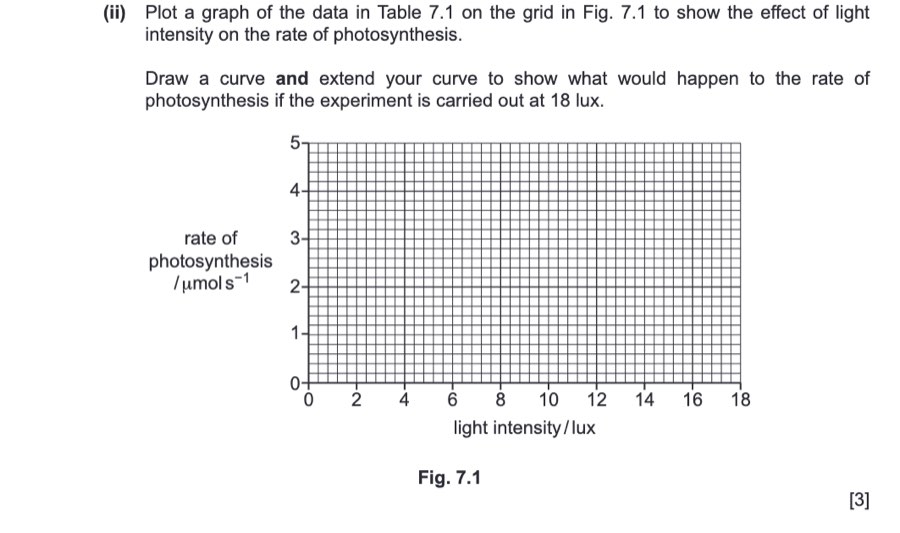 (ii) Plot a graph of the data in Table 7.1 on the grid in Fig. 7.1 to show the effect of light
intensity on the rate of photosynthesis.
Draw a curve and extend your curve to show what would happen to the rate of
photosynthesis if the experiment is carried out at 18 lux.
5
4
3
2
1
0
rate of
photosynthesis
/μmol s⁻¹
0 2 4 6 8 10 12 14 16 18
light intensity/lux
Fig. 7.1
[3]